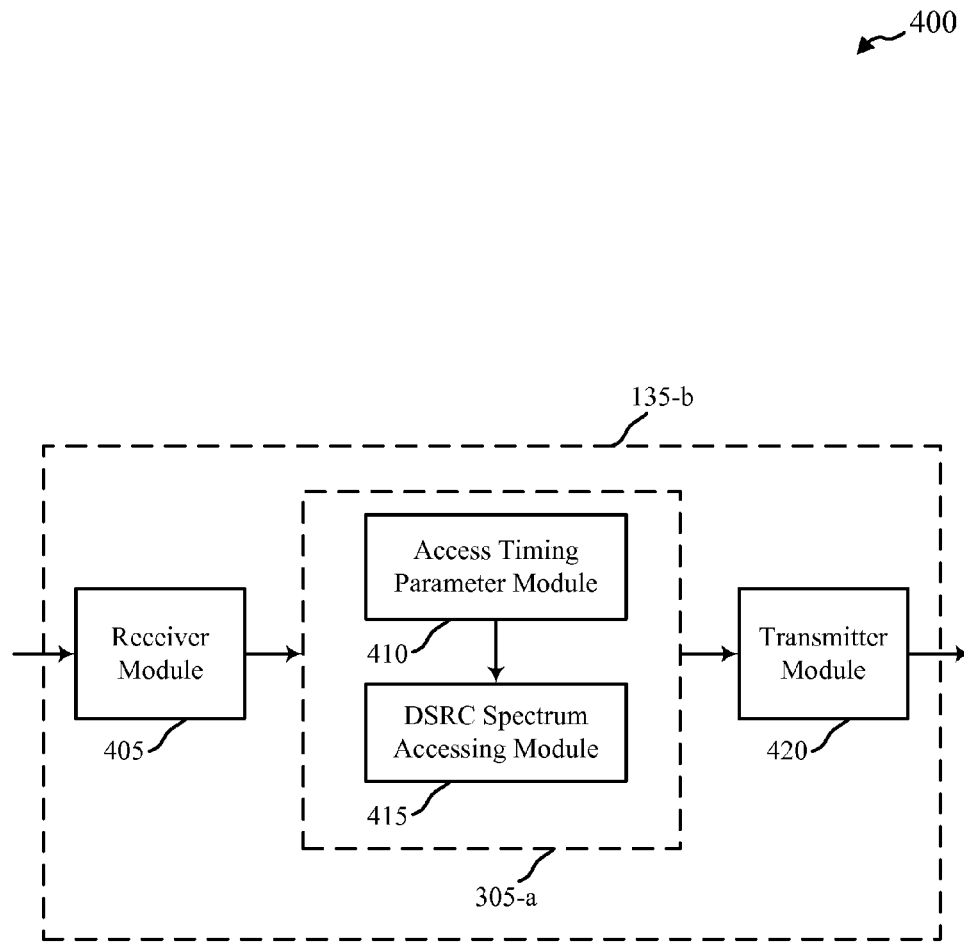 400
135-b
Access Timing
Parameter Module
410
Receiver
Module
405
DSRC Spectrum
Accessing Module
415
Transmitter
Module
420
305-a